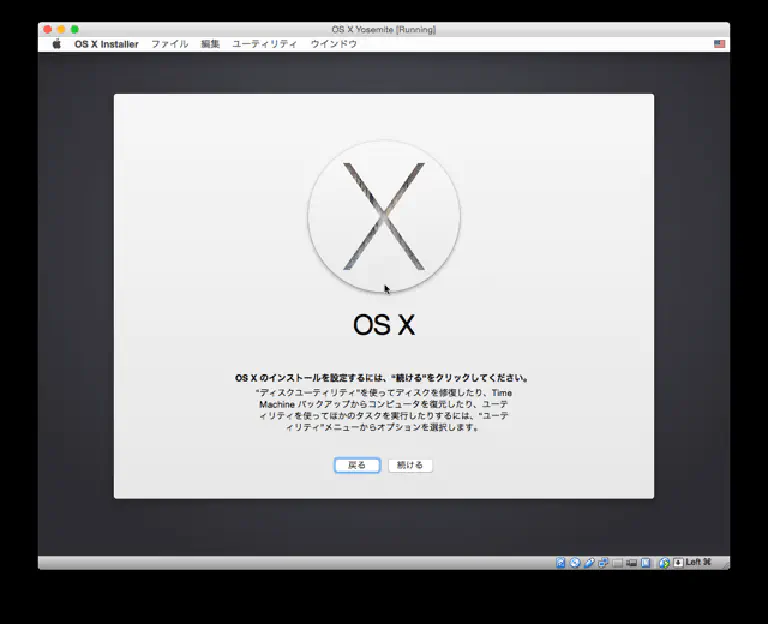 OS X Yosemite [Running]
OS X Installer ファイル 編集 ユーティリティ ウインドウ
OS X
OS X のインストールを設定するには、“続ける”をクリックしてください。
“ディスクユーティリティ”を使ってディスクを修復したり、Time
Machine バックアップからコンピュータを復元したり、ユーテ
ィリティを使ってほかのタスクを実行したりするには、“ユーテ
ィリティ”メニューからオプションを選択します。
戻る 続ける
Left ⌘